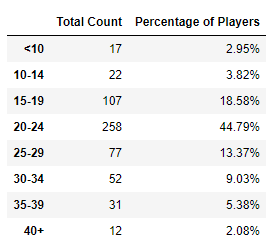 Total Count Percentage of Players
<10 17 2.95%
10-14 22 3.82%
15-19 107 18.58%
20-24 258 44.79%
25-29 77 13.37%
30-34 52 9.03%
35-39 31 5.38%
40+ 12 2.08%